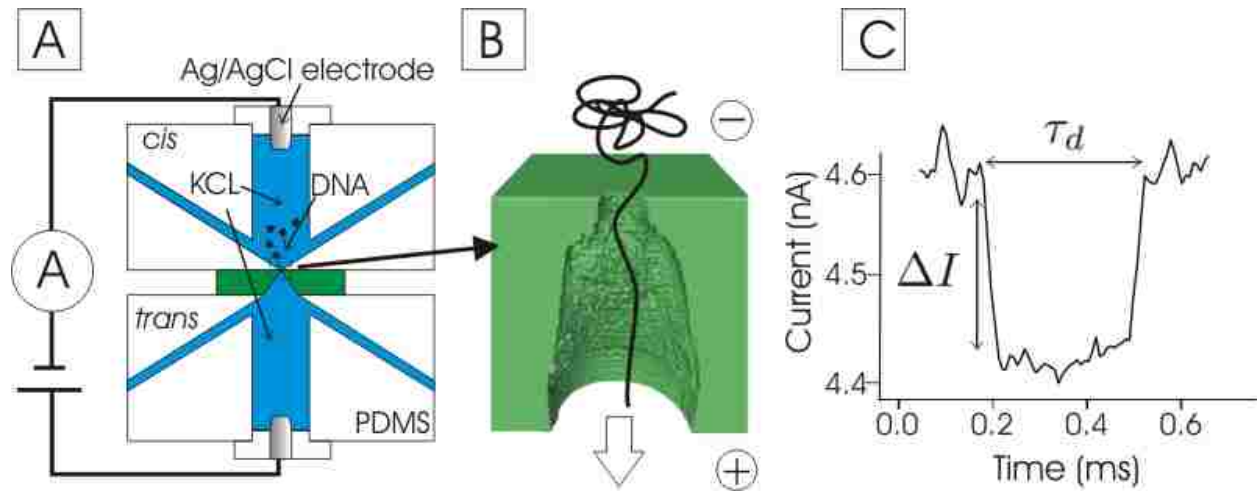 A
Ag/AgCl electrode
cis
KCL
DNA
A
trans
PDMS
B
−
+
C
τd
ΔI
Current (nA)
4.6
4.5
4.4
0.0 0.2 0.4 0.6
Time (ms)